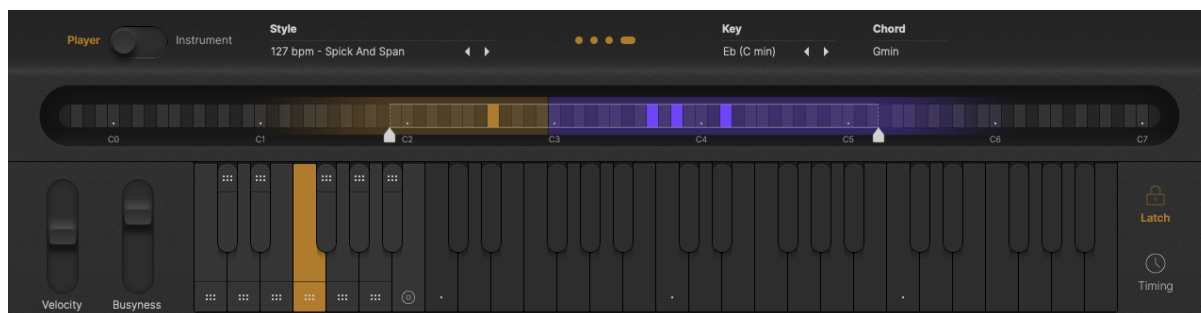 Style
Key
Chord
Player
Instrument
127 bpm - Spick And Span
Eb (C min)
Gmin
C0
C1
C2
C3
C4
C5
C6
C7
Latch
Timing
Velocity
Busyness